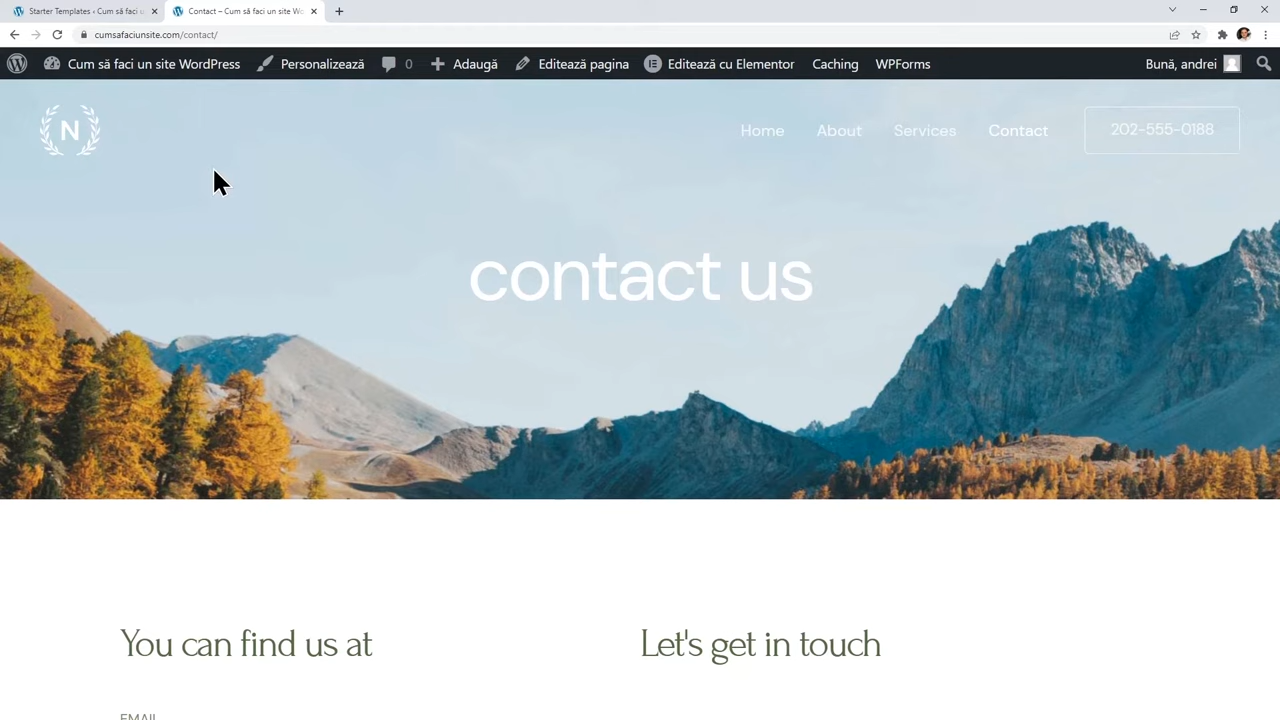 Starter Templates ‹ Cum să faci u
Contact – Cum să faci un site Wo
cumsafaciunsite.com/contact/
Cum să faci un site WordPress
Personalizează
0
Adaugă
Editează pagina
Editează cu Elementor
Caching
WPForms
Bună, andrei
N
Home
About
Services
Contact
202-555-0188
contact us
You can find us at
Let's get in touch
EMAIL